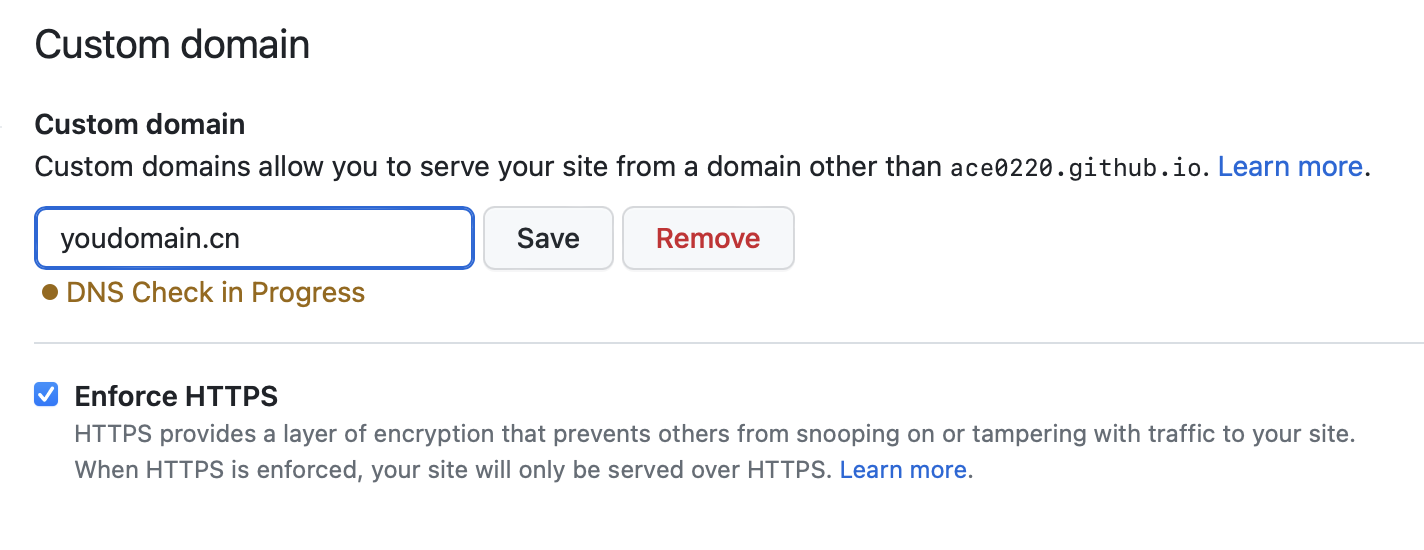 Custom domain
Custom domain
Custom domains allow you to serve your site from a domain other than ace0220.github.io. Learn more.
youdomain.cn Save Remove
DNS Check in Progress
Enforce HTTPS
HTTPS provides a layer of encryption that prevents others from snooping on or tampering with traffic to your site.
When HTTPS is enforced, your site will only be served over HTTPS. Learn more.